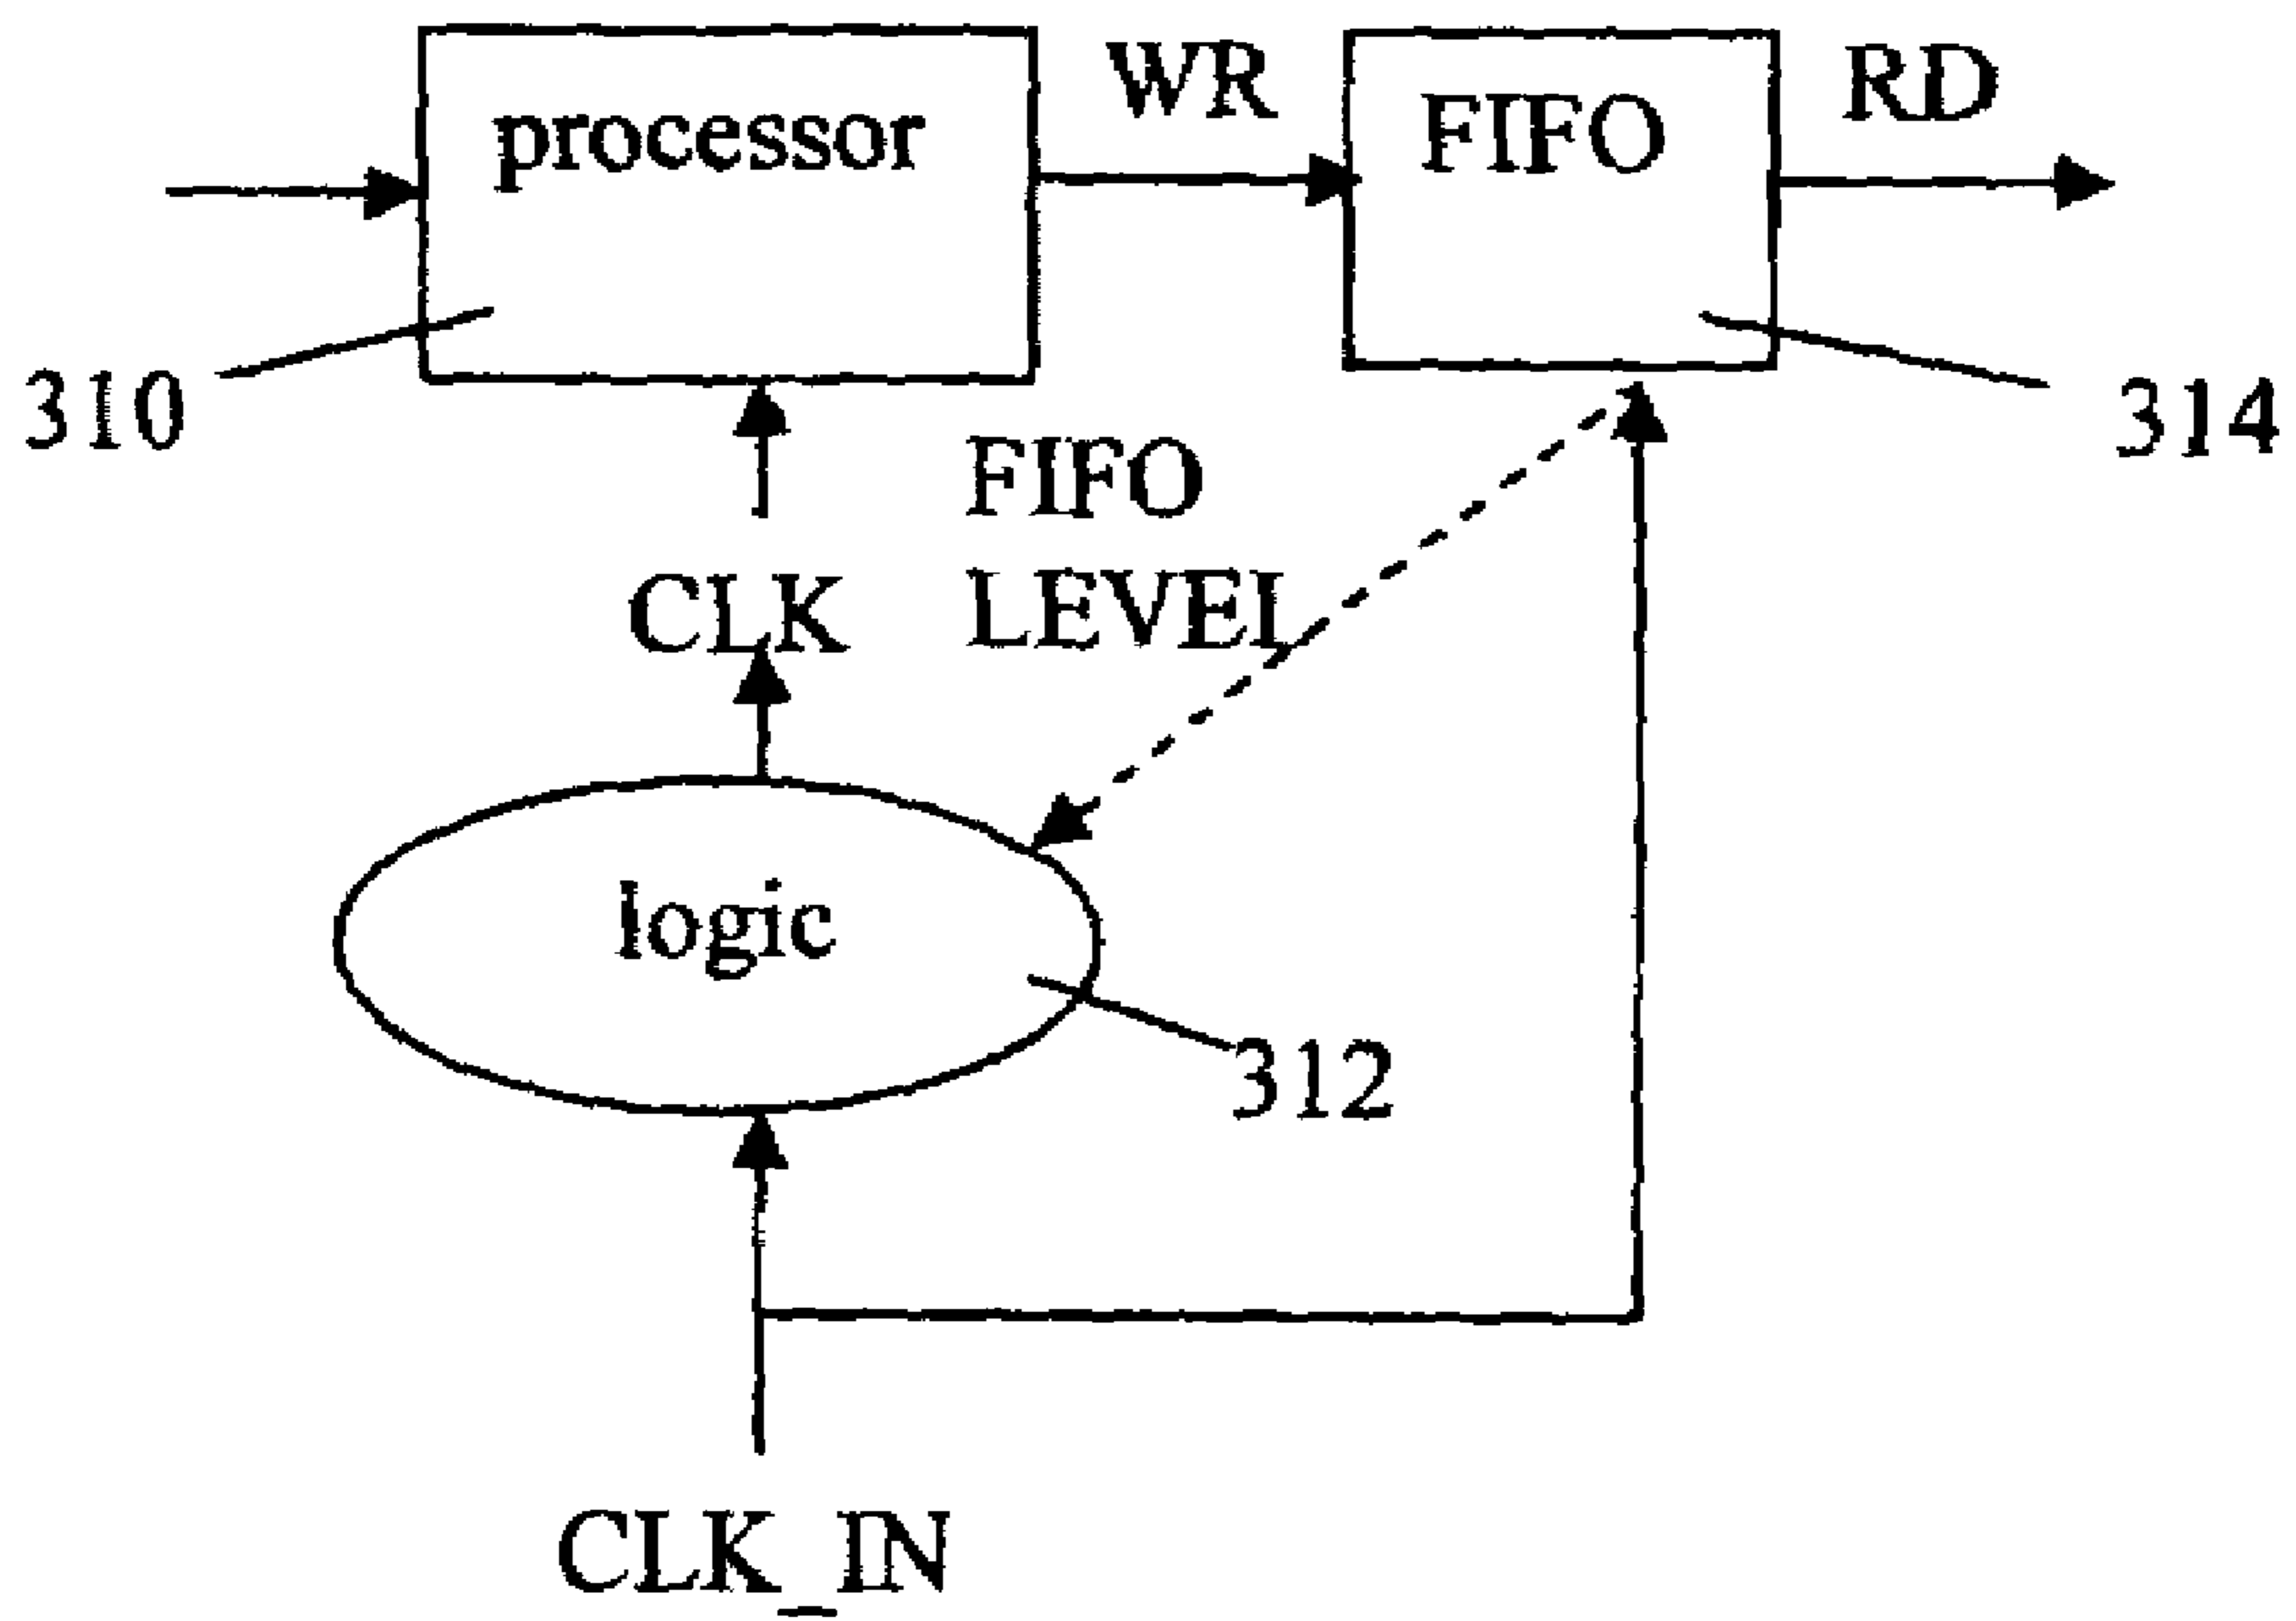 processor
WR
FIFO
RD
310
314
FIFO
LEVEL
CLK
logic
312
CLK_IN